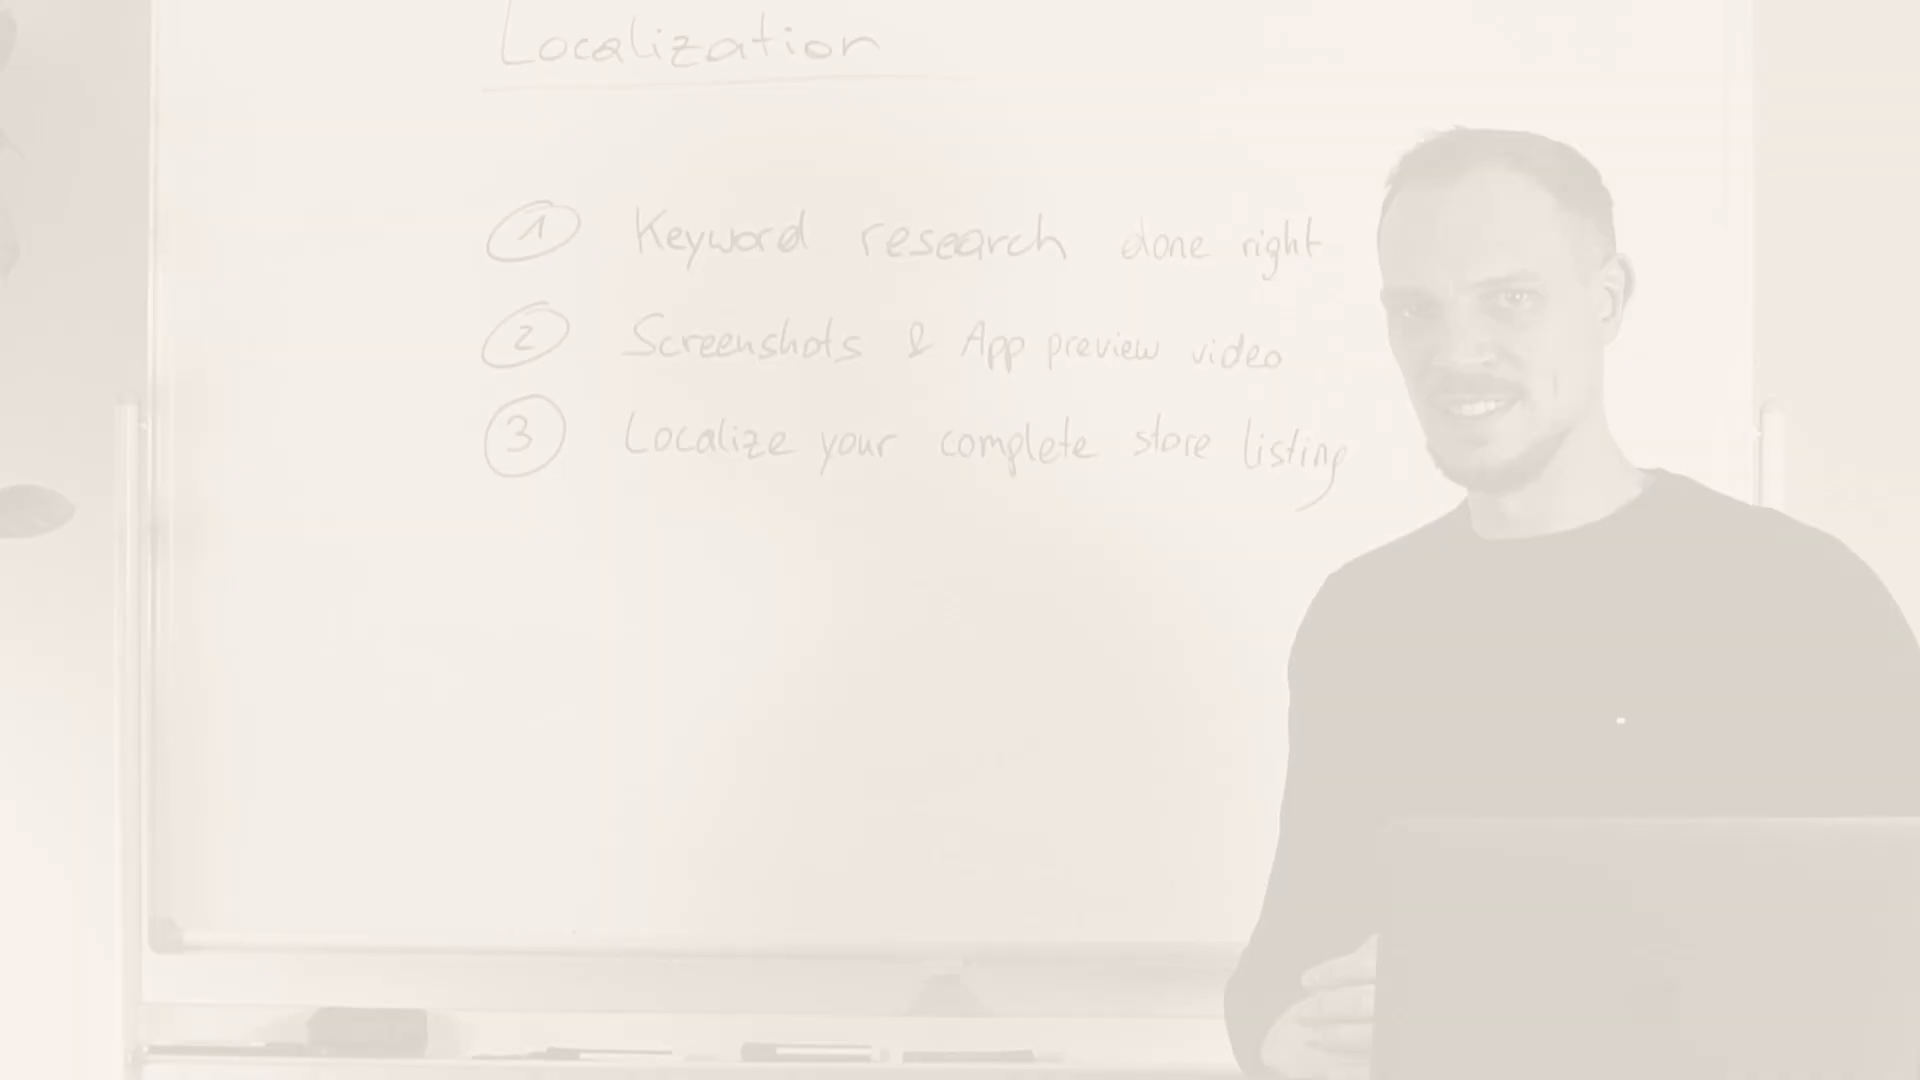 Localization
1 Keyword research done right
2 Screenshots & App preview video
3 Localize your complete store listing